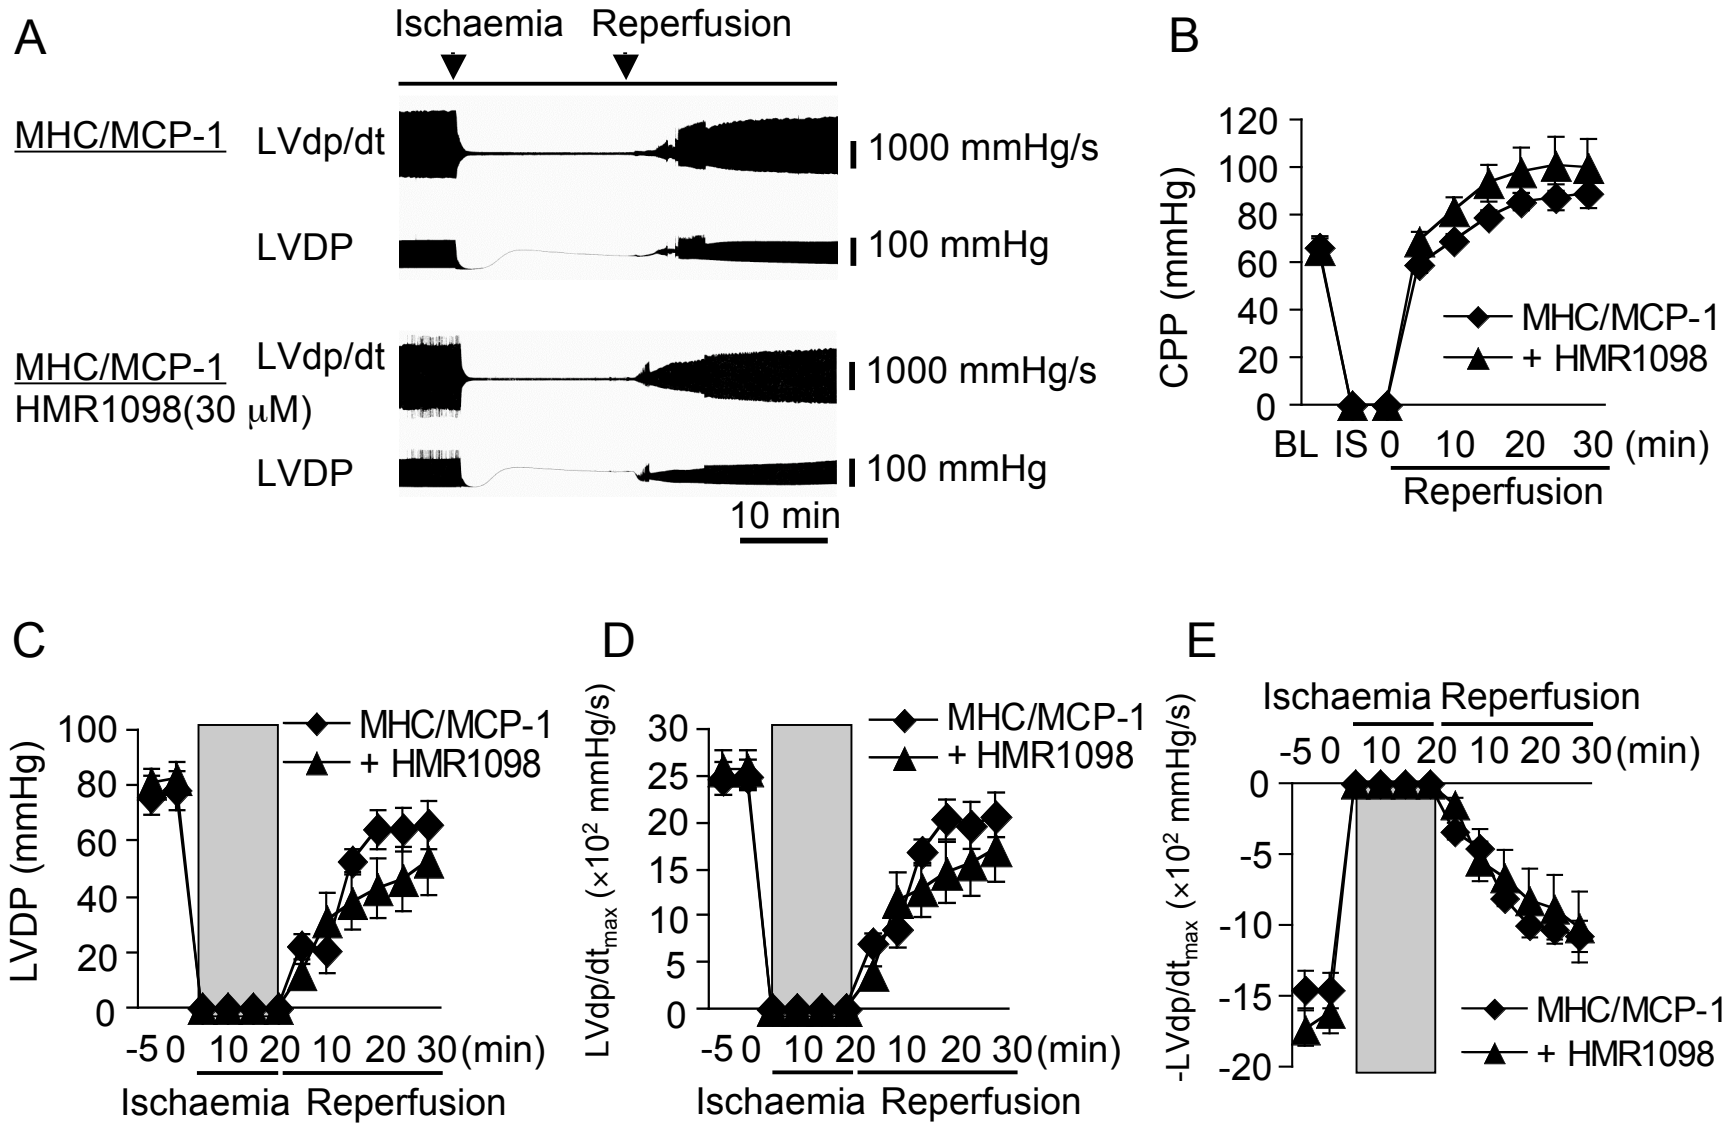 A
Ischaemia Reperfusion
MHC/MCP-1 LVdp/dt 1000 mmHg/s
LVDP 100 mmHg
MHC/MCP-1 LVdp/dt 1000 mmHg/s
HMR1098(30 μM)
LVDP 100 mmHg
10 min
B
CPP (mmHg)
120
100
80
60
40
20
0
MHC/MCP-1
+ HMR1098
BL IS 0 10 20 30 (min)
Reperfusion
C
LVDP (mmHg)
100
80
60
40
20
0
MHC/MCP-1
+ HMR1098
-5 0 10 20 10 20 30 (min)
Ischaemia Reperfusion
D
LVdp/dtmax (×10² mmHg/s)
30
25
20
15
10
5
0
MHC/MCP-1
+ HMR1098
-5 0 10 20 10 20 30 (min)
Ischaemia Reperfusion
E
-LVdp/dtmax (×10² mmHg/s)
Ischaemia Reperfusion
-5 0 10 20 10 20 30 (min)
0
-5
-10
-15
-20
MHC/MCP-1
+ HMR1098